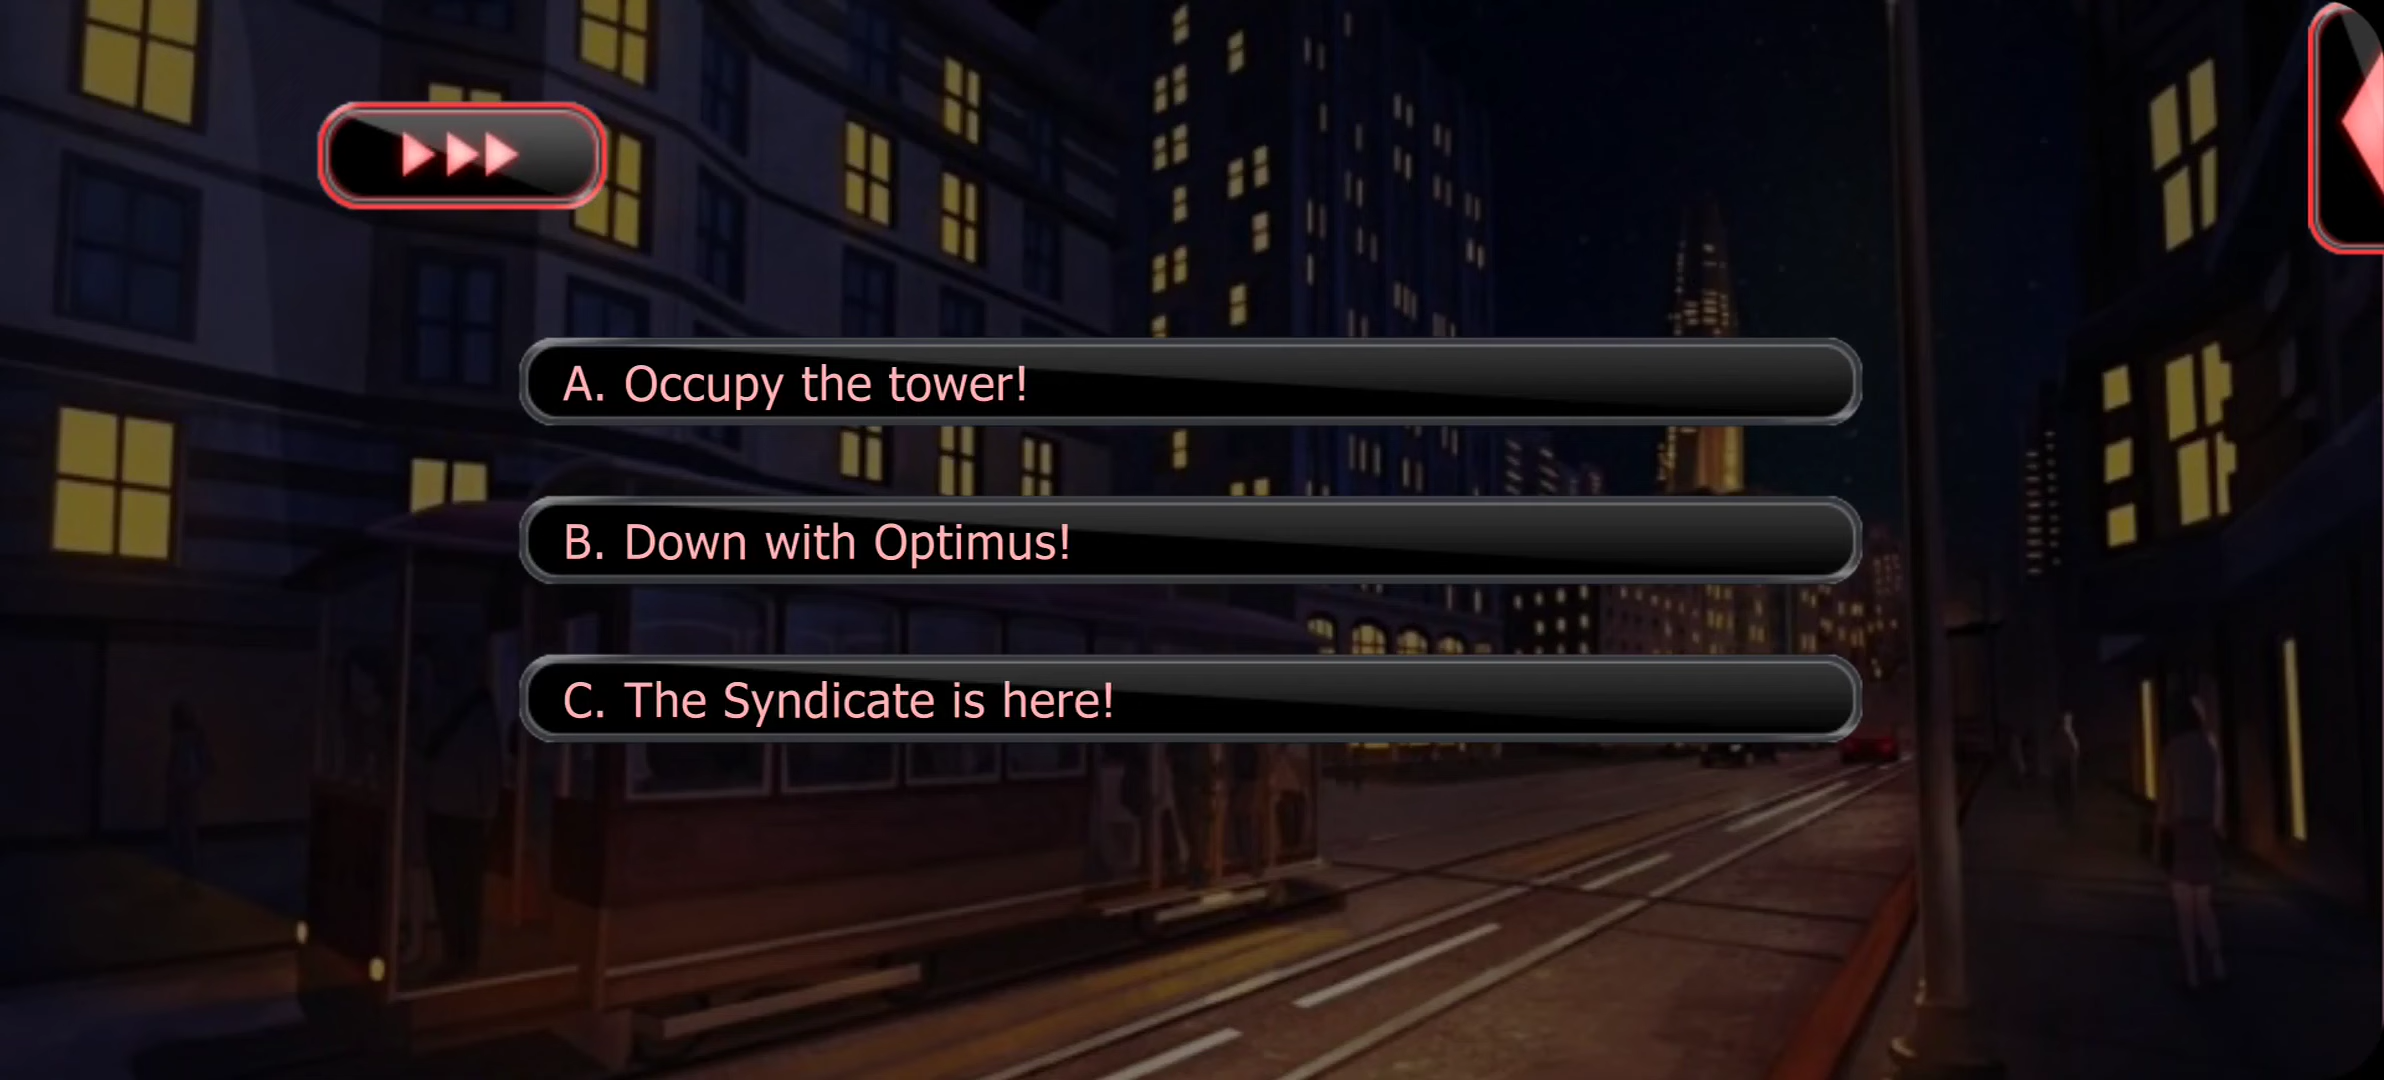 A. Occupy the tower!
B. Down with Optimus!
C. The Syndicate is here!